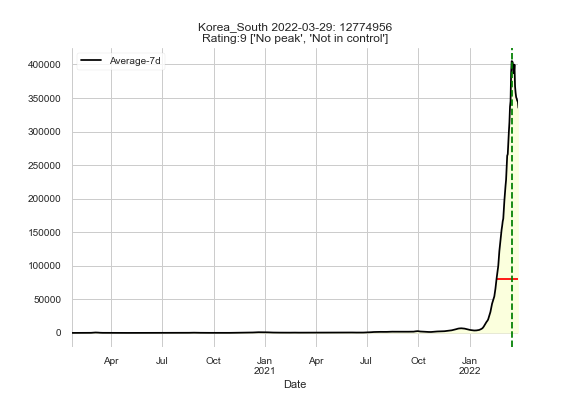 Korea_South 2022-03-29: 12774956
Rating:9 ['No peak', 'Not in control']
Average-7d
400000
350000
300000
250000
200000
150000
100000
50000
0
Apr Jul Oct Jan Apr Jul Oct Jan
2021 2022
Date